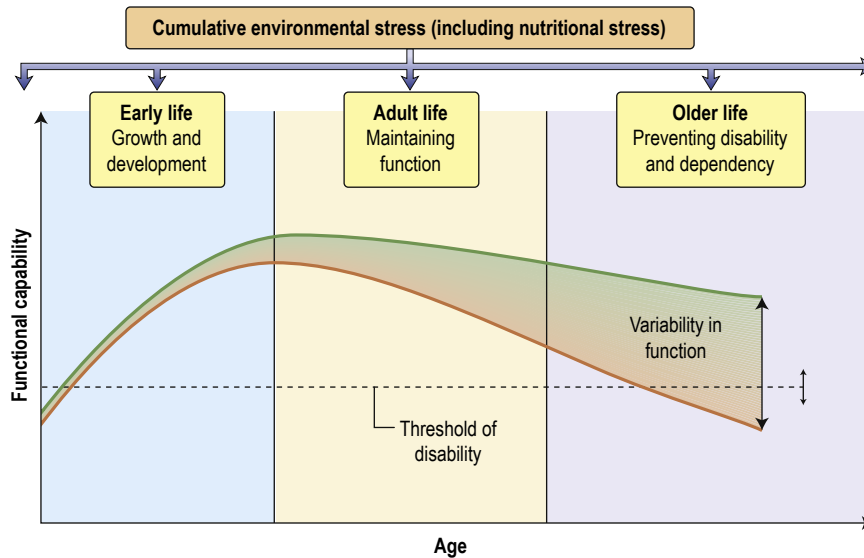 Cumulative environmental stress (including nutritional stress)
Early life
Growth and
development
Adult life
Maintaining
function
Older life
Preventing disability
and dependency
Functional capability
Variability in
function
Threshold of
disability
Age